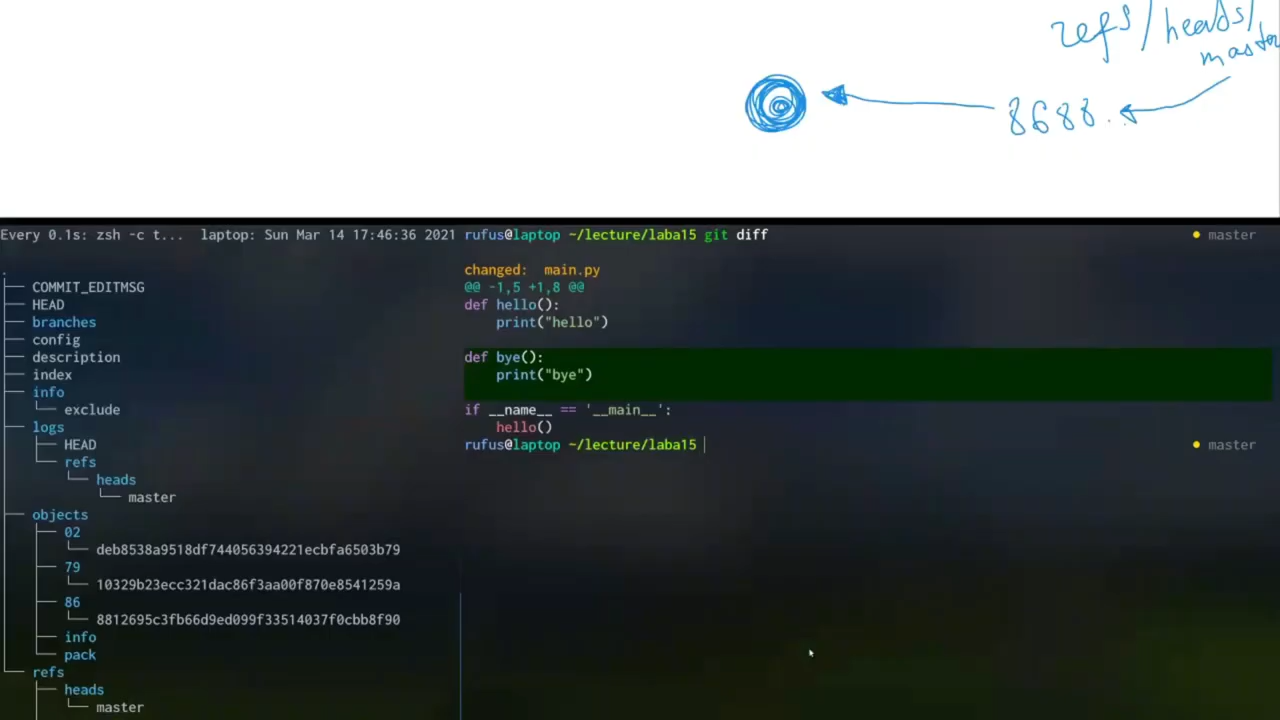 refs/heads/
master
8688.
Every 0.1s: zsh -c t... laptop: Sun Mar 14 17:46:36 2021
.
├── COMMIT_EDITMSG
├── HEAD
├── branches
├── config
├── description
├── index
├── info
│   └── exclude
├── logs
│   ├── HEAD
│   └── refs
│       └── heads
│           └── master
├── objects
│   ├── 02
│   │   └── deb8538a9518df744056394221ecbfa6503b79
│   ├── 79
│   │   └── 10329b23ecc321dac86f3aa00f870e8541259a
│   ├── 86
│   │   └── 8812695c3fb66d9ed099f33514037f0cbb8f90
│   ├── info
│   └── pack
└── refs
    ├── heads
    │   └── master
rufus@laptop ~/lecture/laba15 git diff ● master
changed: main.py
@@ -1,5 +1,8 @@
def hello():
    print("hello")
def bye():
    print("bye")
if __name__ == '__main__':
    hello()
rufus@laptop ~/lecture/laba15 ● master